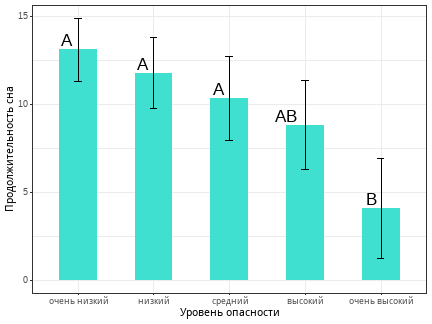 15
10
5
0
Продолжительность сна
A
A
A
AB
B
очень низкий
низкий
средний
высокий
очень высокий
Уровень опасности